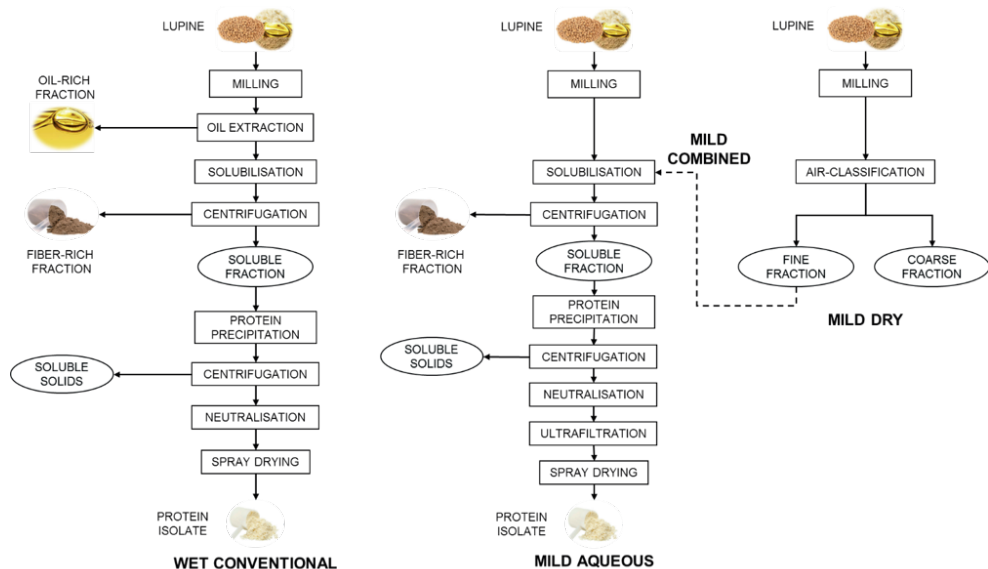 LUPINE
MILLING
OIL-RICH
FRACTION
OIL EXTRACTION
SOLUBILISATION
CENTRIFUGATION
FIBER-RICH
FRACTION
SOLUBLE
FRACTION
PROTEIN
PRECIPITATION
SOLUBLE
SOLIDS
CENTRIFUGATION
NEUTRALISATION
SPRAY DRYING
PROTEIN
ISOLATE
WET CONVENTIONAL
LUPINE
MILLING
SOLUBILISATION
CENTRIFUGATION
FIBER-RICH
FRACTION
SOLUBLE
FRACTION
PROTEIN
PRECIPITATION
SOLUBLE
SOLIDS
CENTRIFUGATION
NEUTRALISATION
ULTRAFILTRATION
SPRAY DRYING
PROTEIN
ISOLATE
MILD AQUEOUS
MILD
COMBINED
LUPINE
MILLING
AIR-CLASSIFICATION
FINE
FRACTION
COARSE
FRACTION
MILD DRY